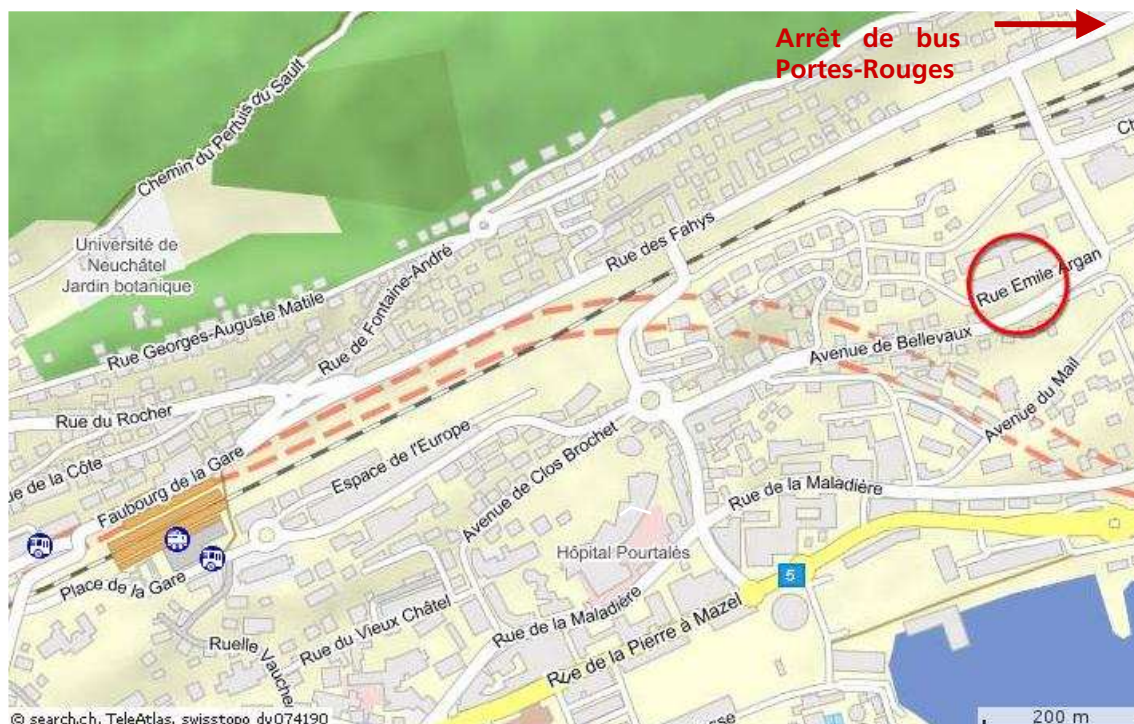 Arrêt de bus
Portes-Rouges
Chemin du Pertuis du Sault
Université de
Neuchâtel
Jardin botanique
Rue Georges-Auguste Matile
Rue de Fontaine-André
Rue des Fahys
Rue Emile Argan
Avenue de Bellevaux
Avenue du Mail
Rue du Rocher
ue de la Côte
Faubourg de la Gare
Espace de l'Europe
Avenue de Clos Brochet
Rue de la Maladière
Hôpital Pourtalès
5
Place de la Gare
Rue du Vieux Châtel
Rue de la Maladière
Rue de la Pierre à Mazel
Ruelle Vauche
Ch
sse
© search.ch, TeleAtlas, swisstopo dv074190
200 m